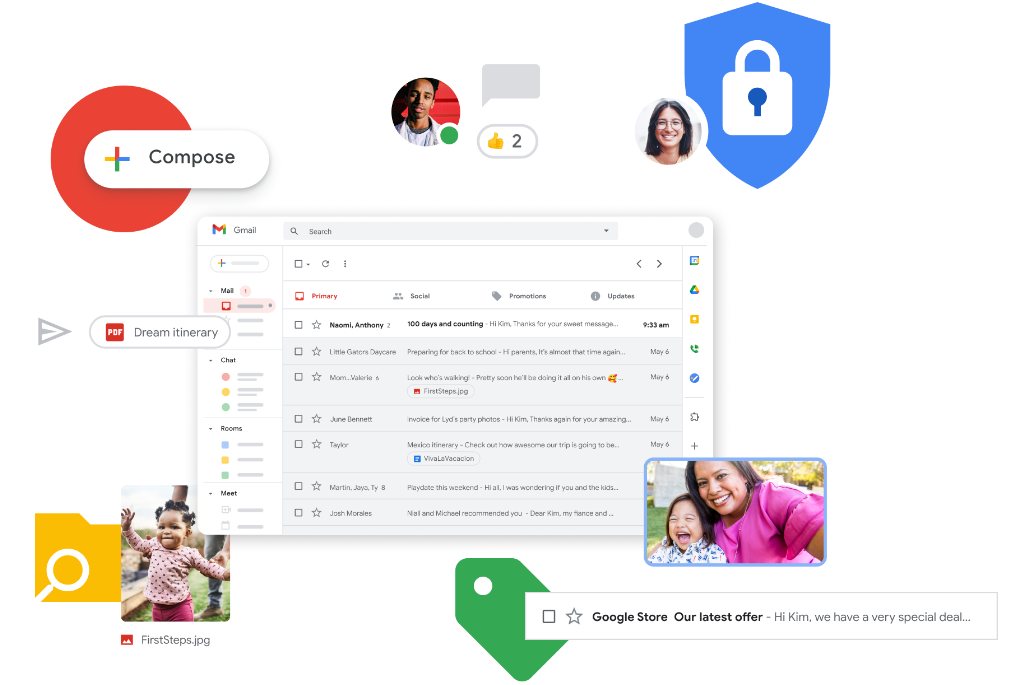 2
Compose
Gmail
Search
Mail
1
Primary
Social
Promotions
Updates
Naomi, Anthony 2 100 days and counting - Hi Kim, Thanks for your sweet message... 9:33 am
PDF Dream itinerary
Little Gators Daycare Preparing for back to school - Hi parents, It's almost that time again... May 6
Chat
Mom...Valerie 6 Look who's walking! - Pretty soon he'll be doing it all on his own 🥰... May 6
FirstSteps.jpg
June Bennett Invoice for Lyd's party photos - Hi Kim, Thanks again for your amazing... May 6
Rooms
Taylor Mexico itinerary - Check out how awesome our trip is going to be... May 6
VivaLaVacacion
Martin, Jaya, Ty 8 Playdate this weekend - Hi all, I was wondering if you and the kids...
Meet
Josh Morales Niall and Michael recommended you - Dear Kim, my fiance and ...
Google Store Our latest offer - Hi Kim, we have a very special deal...
FirstSteps.jpg